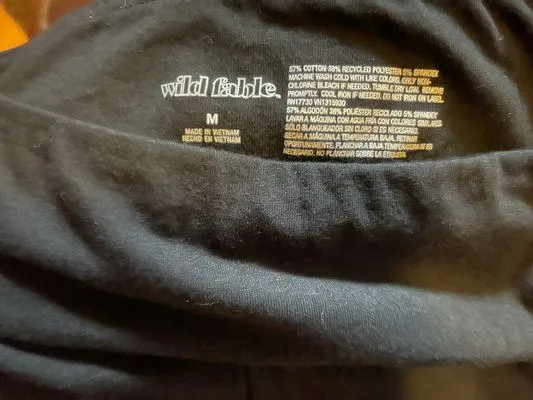 wild fable™
M
MADE IN VIETNAM
HECHO EN VIETNAM
57% COTTON 38% RECYCLED POLYESTER 5% SPANDEX
MACHINE WASH COLD WITH LIKE COLORS. ONLY NON-
CHLORINE BLEACH IF NEEDED. TUMBLE DRY LOW. REMOVE
PROMPTLY. COOL IRON IF NEEDED. DO NOT IRON ON LABEL.
RN17730 VN1315930
57% ALGODÓN 38% POLIÉSTER RECICLADO 5% SPANDEX
LAVAR A MÁQUINA CON AGUA FRÍA CON COLORES SIMILARES.
SÓLO BLANQUEADOR SIN CLORO SI ES NECESARIO.
SECAR A MÁQUINA A TEMPERATURA BAJA. RETIRAR
OPORTUNAMENTE. PLANCHAR A BAJA TEMPERATURA SI ES
NECESARIO. NO PLANCHAR SOBRE LA ETIQUETA.